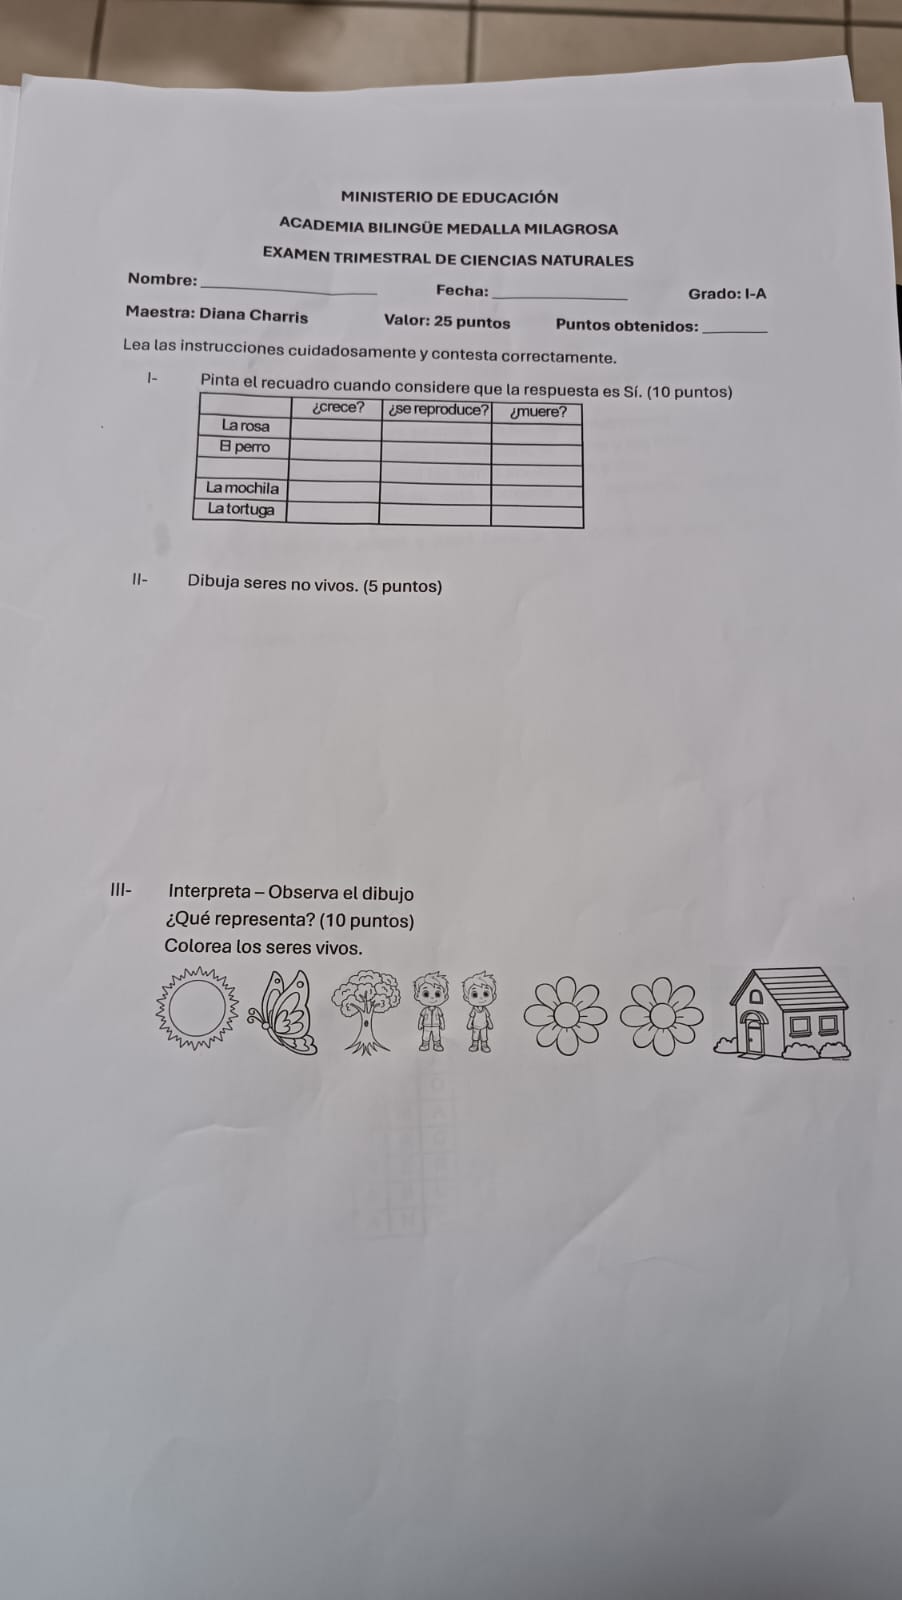 MINISTERIO DE EDUCACIÓN
ACADEMIA BILINGÜE MEDALLA MILAGROSA
EXAMEN TRIMESTRAL DE CIENCIAS NATURALES
Nombre: Fecha: Grado: I-A
Maestra: Diana Charris Valor: 25 puntos Puntos obtenidos:
Lea las instrucciones cuidadosamente y contesta correctamente.
I- Pinta el recuadro cuando considere que la respuesta es Sí. (10 puntos)
¿crece? ¿se reproduce? ¿muere?
La rosa
El perro
La mochila
La tortuga
II- Dibuja seres no vivos. (5 puntos)
III- Interpreta – Observa el dibujo
¿Qué representa? (10 puntos)
Colorea los seres vivos.